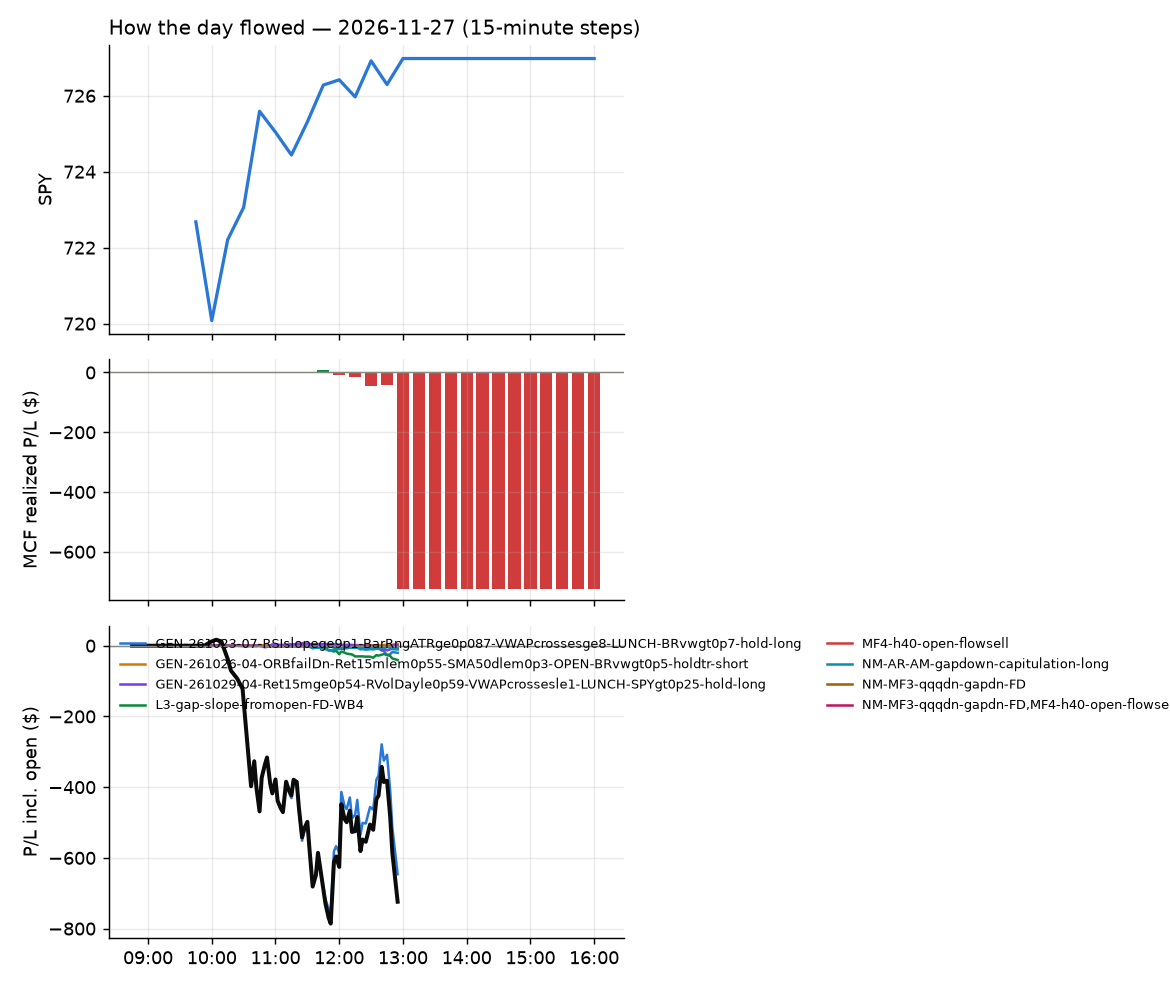 How the day flowed — 2026-11-27 (15-minute steps)
726
724
722
720
SPY
0
−200
−400
−600
MCF realized P/L ($)
0
−200
−400
−600
−800
P/L incl. open ($)
GEN-261023-07-RSIslopege9p1-BarRngATRge0p087-VWAPcrossesge8-LUNCH-BRvwgt0p7-hold-long
GEN-261026-04-ORBfailDn-Ret15mlem0p55-SMA50dlem0p3-OPEN-BRvwgt0p5-holdtr-short
GEN-261029-04-Ret15mge0p54-RVolDayle0p59-VWAPcrossesle1-LUNCH-SPYgt0p25-hold-long
L3-gap-slope-fromopen-FD-WB4
MF4-h40-open-flowsell
NM-AR-AM-gapdown-capitulation-long
NM-MF3-qqqdn-gapdn-FD
NM-MF3-qqqdn-gapdn-FD,MF4-h40-open-flowse
09:00 10:00 11:00 12:00 13:00 14:00 15:00 16:00